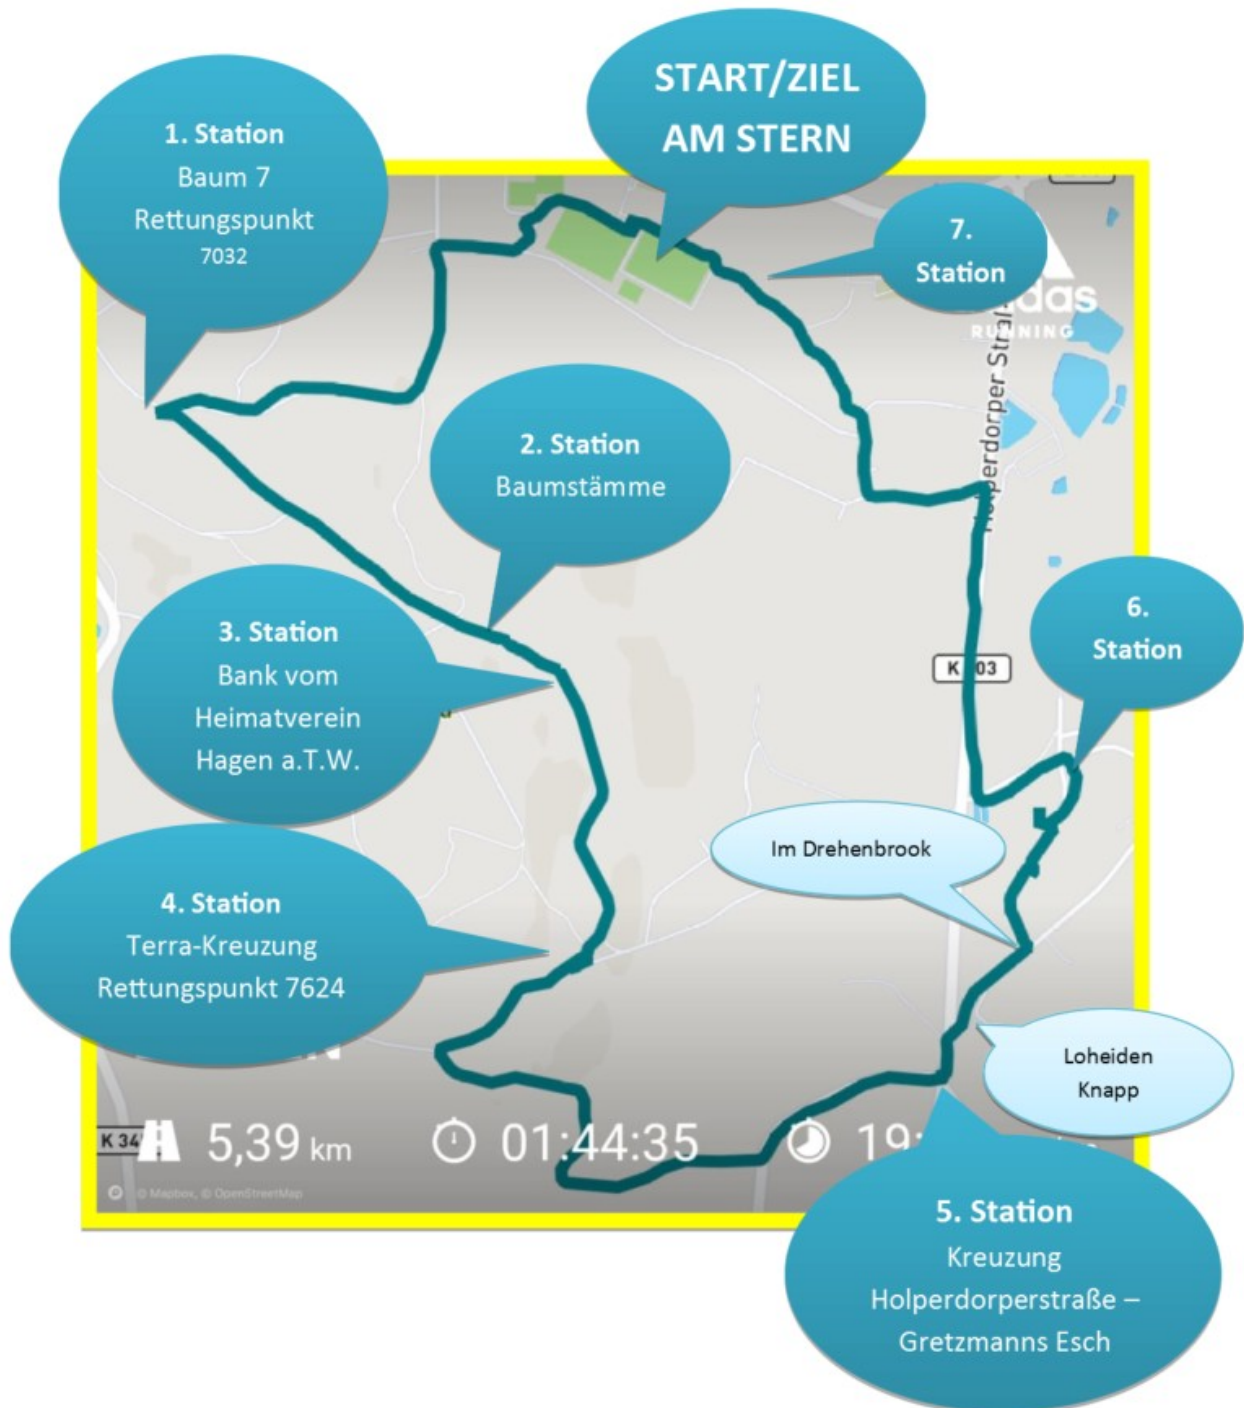 START/ZIEL
AM STERN
1. Station
Baum 7
Rettungspunkt
7032
7.
Station
RUNNING
2. Station
Baumstämme
3. Station
Bank vom
Heimatverein
Hagen a.T.W.
6.
Station
Im Drehenbrook
4. Station
Terra-Kreuzung
Rettungspunkt 7624
Loheiden
Knapp
K 34
5,39 km
01:44:35
19:
© Mapbox, © OpenStreetMap
5. Station
Kreuzung
Holperdorperstraße –
Gretzmanns Esch